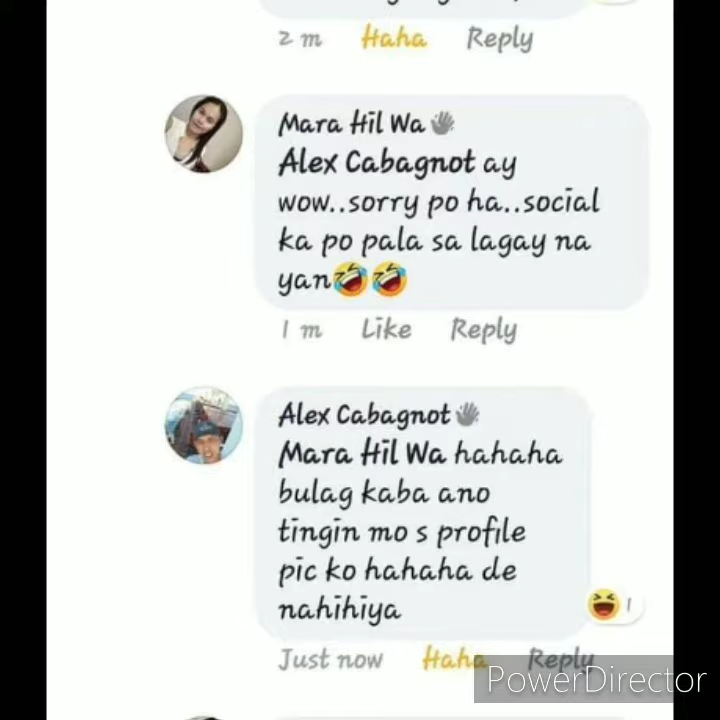 2 m Haha Reply
Mara Hil Wa👋
Alex Cabagnot ay
wow..sorry po ha..social
ka po pala sa lagay na
yan🤣🤣
1 m Like Reply
Alex Cabagnot👋
Mara Hil Wa hahaha
bulag kaba ano
tingin mo s profile
pic ko hahaha de
nahihiya
1
Just now Haha Reply
PowerDirector